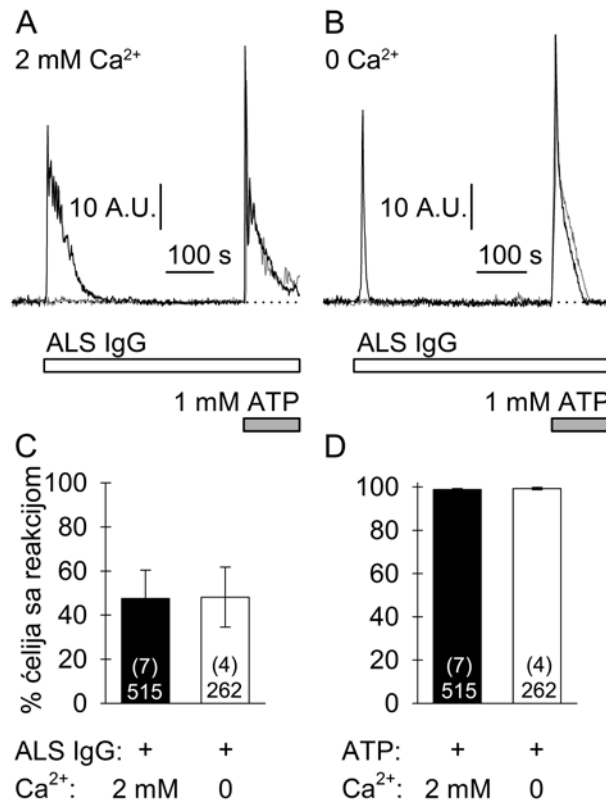 A
2 mM Ca²⁺
10 A.U.
100 s
ALS IgG
1 mM ATP
B
0 Ca²⁺
10 A.U.
100 s
ALS IgG
1 mM ATP
C
% ćelija sa reakcijom
100
80
60
40
20
0
(7)
515
(4)
262
ALS IgG: + +
Ca²⁺: 2 mM 0
D
100
80
60
40
20
0
(7)
515
(4)
262
ATP: + +
Ca²⁺: 2 mM 0